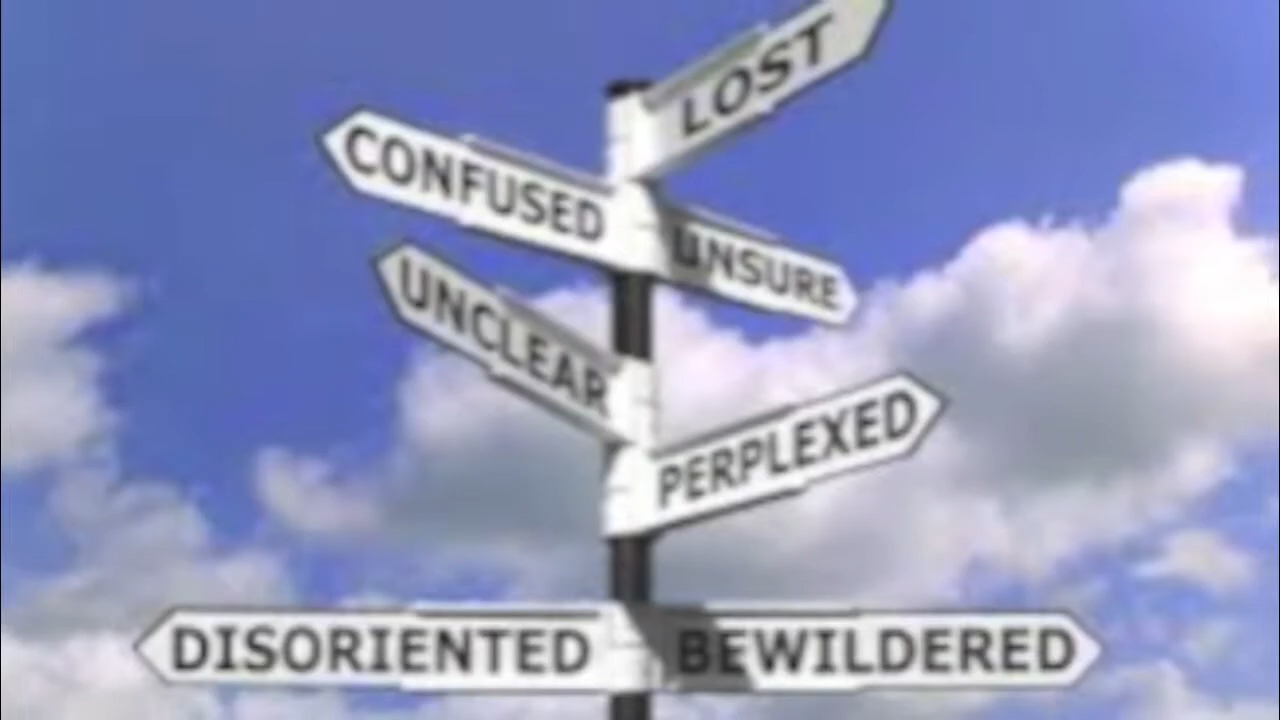 LOST
CONFUSED
UNSURE
UNCLEAR
PERPLEXED
DISORIENTED
BEWILDERED